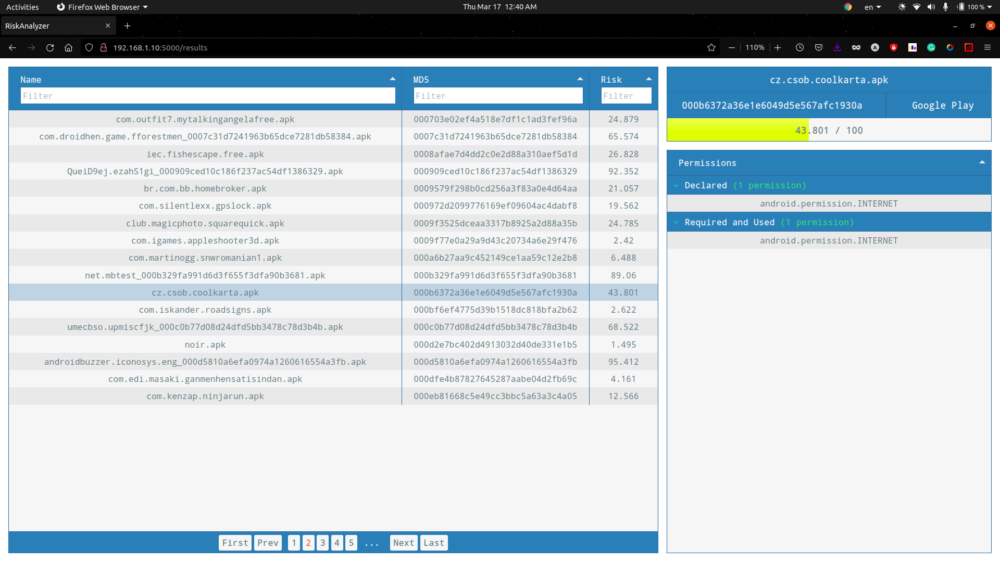 Activities Firefox Web Browser Thu Mar 17 12:40 AM en 100 %
RiskAnalyzer
192.168.1.10:5000/results 110%
Name MD5 Risk
Filter Filter Filter
com.outfit7.mytalkingangelafree.apk 000703e02ef4a518e7df1c1ad3fef96a 24.879
com.droidhen.game.fforestmen_0007c31d7241963b65dce7281db58384.apk 0007c31d7241963b65dce7281db58384 65.574
iec.fishescape.free.apk 0008afae7d4dd2c0e2d88a310aef5d1d 26.828
QueiD9ej.ezahS1gi_000909ced10c186f237ac54df1386329.apk 000909ced10c186f237ac54df1386329 92.352
br.com.bb.homebroker.apk 0009579f298b0cd256a3f83a0e4d64aa 21.057
com.silentlexx.gpslock.apk 000972d2099776169ef09604ac4dabf8 19.562
club.magicphoto.squarequick.apk 0009f3525dceaa3317b8925a2d88a35b 24.785
com.igames.appleshooter3d.apk 0009f77e0a29a9d43c20734a6e29f476 2.42
com.martinogg.snwromanian1.apk 000a6b27aa9c452149ce1aa59c12e2b8 6.488
net.mbtest_000b329fa991d6d3f655f3dfa90b3681.apk 000b329fa991d6d3f655f3dfa90b3681 89.06
cz.csob.coolkarta.apk 000b6372a36e1e6049d5e567afc1930a 43.801
com.iskander.roadsigns.apk 000bf6ef4775d39b1518dc818bfa2b62 2.622
umecbso.upmiscfjk_000c0b77d08d24dfd5bb3478c78d3b4b.apk 000c0b77d08d24dfd5bb3478c78d3b4b 68.522
noir.apk 000d2e7bc402d4913032d40de331e1b5 1.495
androidbuzzer.iconosys.eng_000d5810a6efa0974a1260616554a3fb.apk 000d5810a6efa0974a1260616554a3fb 95.412
com.edi.masaki.ganmenhensatisindan.apk 000dfe4b87827645287aabe04d2fb69c 4.161
com.kenzap.ninjarun.apk 000eb81668c5e49cc3bbc5a63a3c4a05 12.566
First Prev 1 2 3 4 5 ... Next Last
cz.csob.coolkarta.apk
000b6372a36e1e6049d5e567afc1930a Google Play
43.801 / 100
Permissions
Declared (1 permission)
android.permission.INTERNET
Required and Used (1 permission)
android.permission.INTERNET